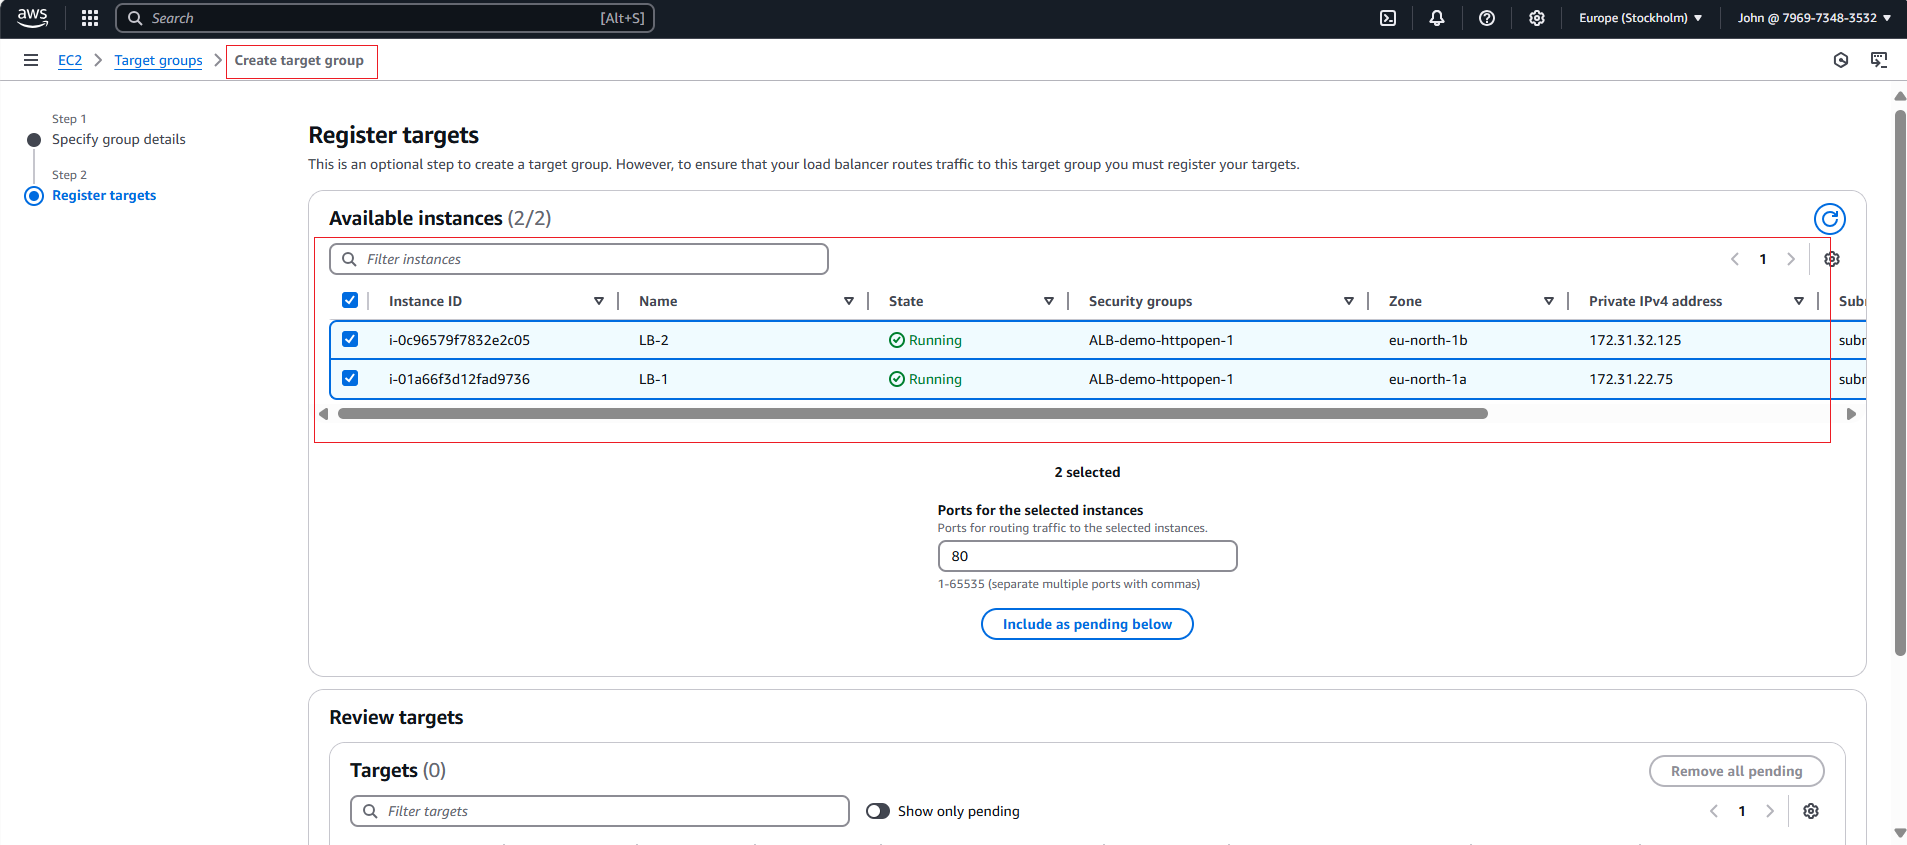 aws Search [Alt+S] Europe (Stockholm) John @ 7969-7348-3532
EC2 Target groups Create target group
Step 1
Specify group details
Step 2
Register targets
Register targets
This is an optional step to create a target group. However, to ensure that your load balancer routes traffic to this target group you must register your targets.
Available instances (2/2)
Filter instances 1
Instance ID Name State Security groups Zone Private IPv4 address
i-0c96579f7832e2c05 LB-2 Running ALB-demo-httpopen-1 eu-north-1b 172.31.32.125
i-01a66f3d12fad9736 LB-1 Running ALB-demo-httpopen-1 eu-north-1a 172.31.22.75
2 selected
Ports for the selected instances
Ports for routing traffic to the selected instances.
80
1-65535 (separate multiple ports with commas)
Include as pending below
Review targets
Targets (0)
Remove all pending
Filter targets Show only pending 1